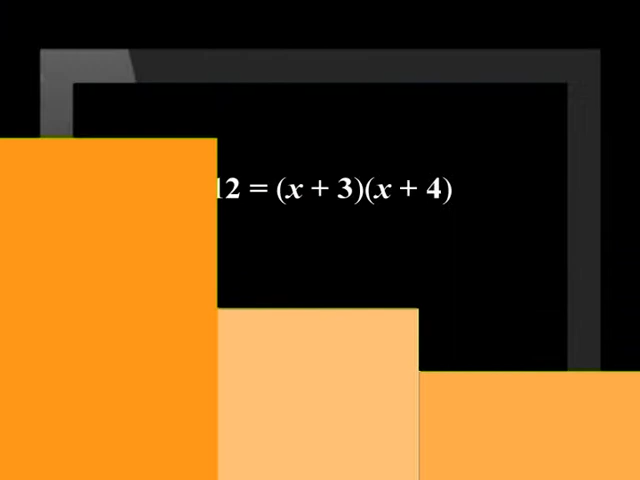 12 = (x + 3)(x + 4)